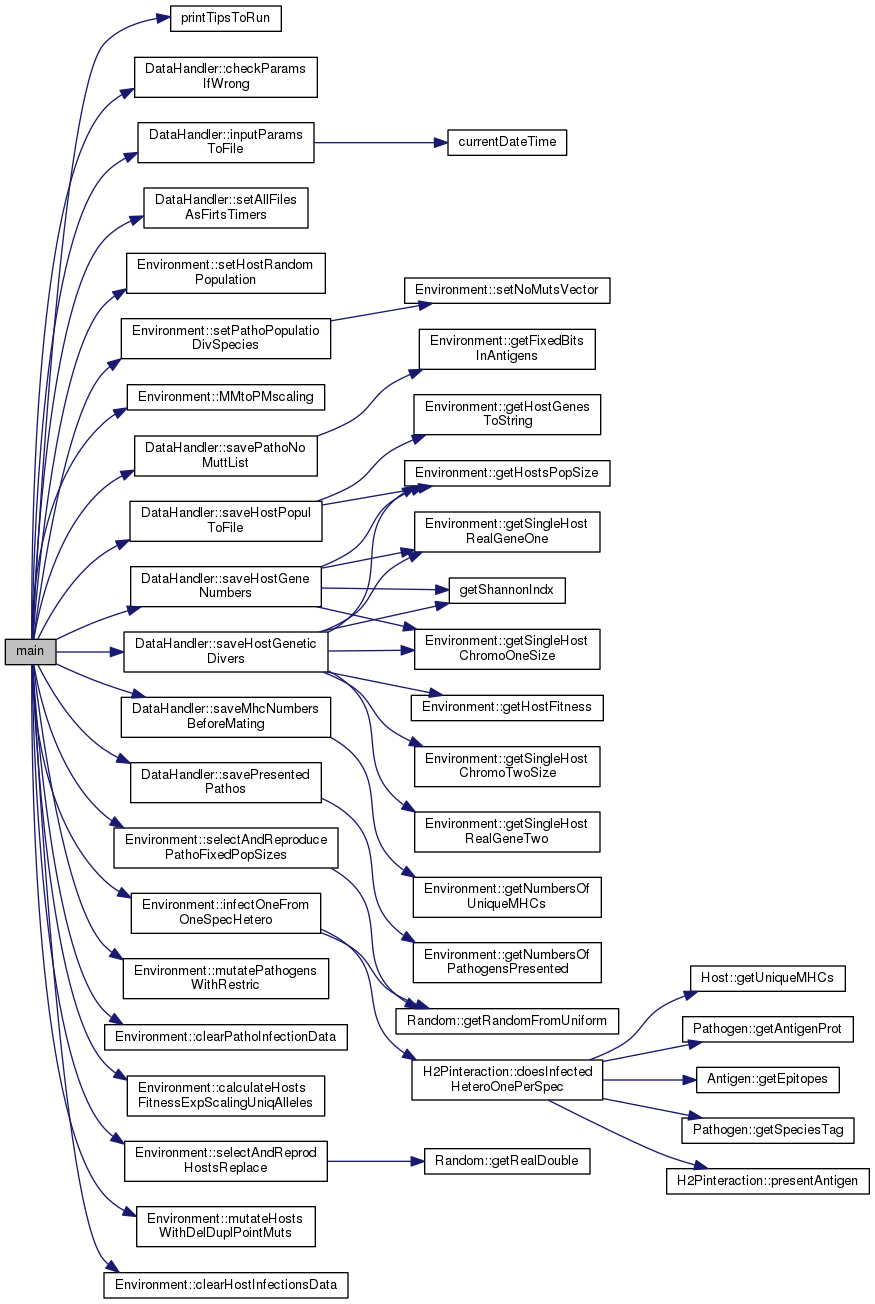 printTipsToRun
DataHandler::checkParams
IfWrong
DataHandler::inputParams
ToFile
currentDateTime
DataHandler::setAllFiles
AsFirtsTimers
Environment::setHostRandom
Population
Environment::setNoMutsVector
Environment::setPathoPopulatio
DivSpecies
Environment::getFixedBits
InAntigens
Environment::MMtoPMscaling
Environment::getHostGenes
ToString
DataHandler::savePathoNo
MuttList
Environment::getHostsPopSize
DataHandler::saveHostPopul
ToFile
Environment::getSingleHost
RealGeneOne
DataHandler::saveHostGene
Numbers
getShannonIndx
main
DataHandler::saveHostGenetic
Divers
Environment::getSingleHost
ChromoOneSize
DataHandler::saveMhcNumbers
BeforeMating
Environment::getHostFitness
DataHandler::savePresented
Pathos
Environment::getSingleHost
ChromoTwoSize
Environment::selectAndReproduce
PathoFixedPopSizes
Environment::getSingleHost
RealGeneTwo
Environment::infectOneFrom
OneSpecHetero
Environment::getNumbersOf
UniqueMHCs
Environment::mutatePathogens
WithRestric
Environment::getNumbersOf
PathogensPresented
Host::getUniqueMHCs
Environment::clearPathoInfectionData
Random::getRandomFromUniform
Pathogen::getAntigenProt
Environment::calculateHosts
FitnessExpScalingUniqAlleles
H2Pinteraction::doesInfected
HeteroOnePerSpec
Antigen::getEpitopes
Pathogen::getSpeciesTag
Environment::selectAndReprod
HostsReplace
Random::getRealDouble
H2Pinteraction::presentAntigen
Environment::mutateHosts
WithDelDuplPointMuts
Environment::clearHostInfectionsData